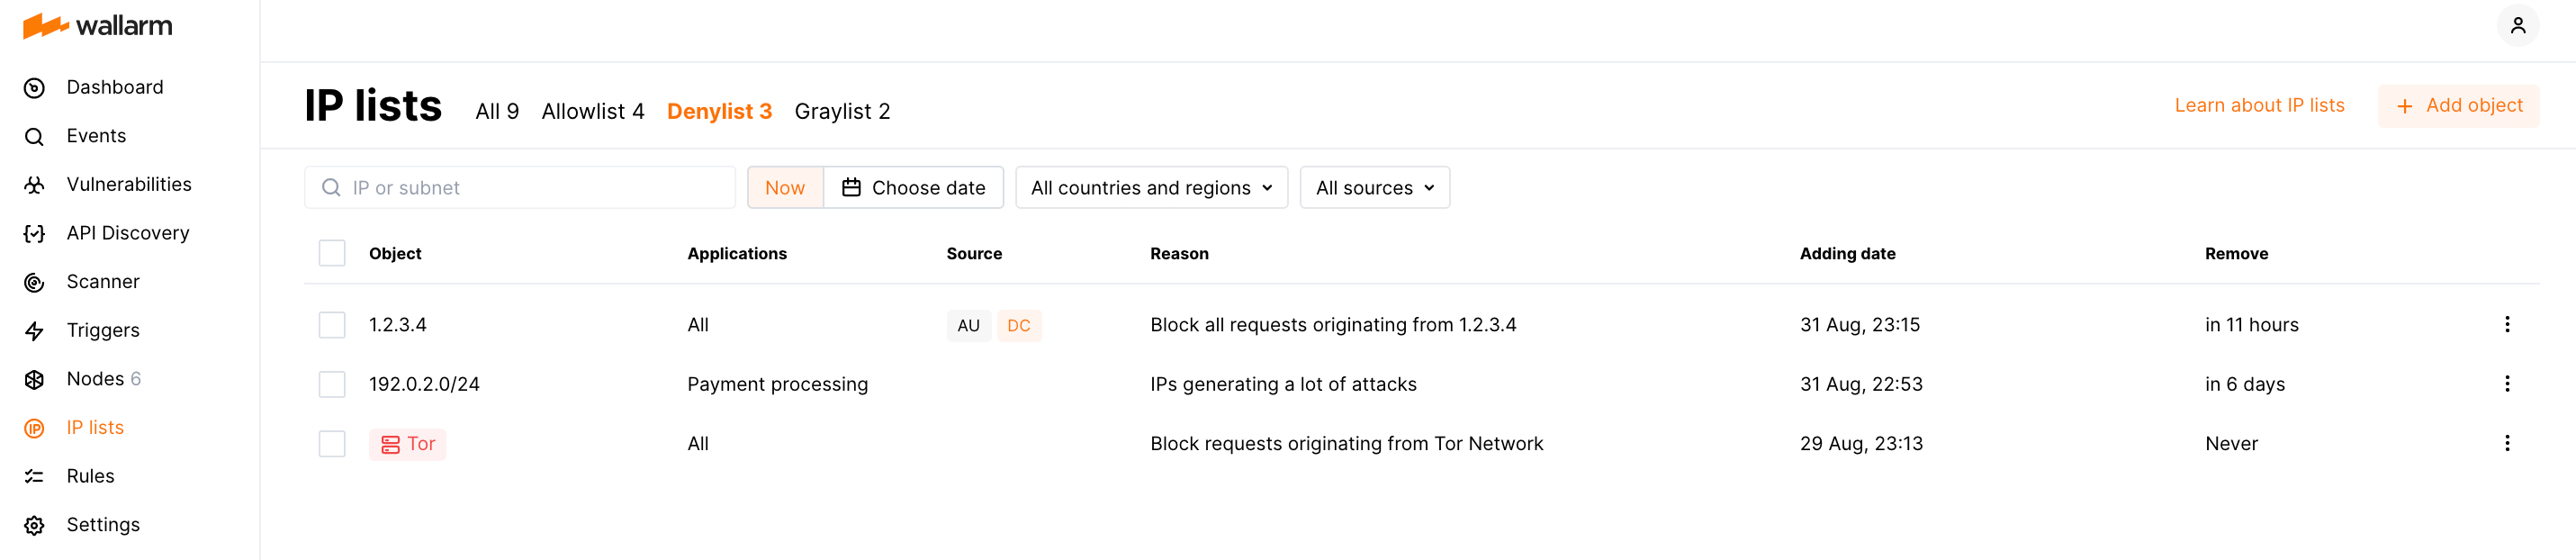 wallarm
Dashboard
Events
Vulnerabilities
API Discovery
Scanner
Triggers
Nodes 6
IP lists
Rules
Settings
IP lists All 9 Allowlist 4 Denylist 3 Graylist 2 Learn about IP lists + Add object
IP or subnet Now Choose date All countries and regions All sources
Object Applications Source Reason Adding date Remove
1.2.3.4 All AU DC Block all requests originating from 1.2.3.4 31 Aug, 23:15 in 11 hours
192.0.2.0/24 Payment processing IPs generating a lot of attacks 31 Aug, 22:53 in 6 days
Tor All Block requests originating from Tor Network 29 Aug, 23:13 Never